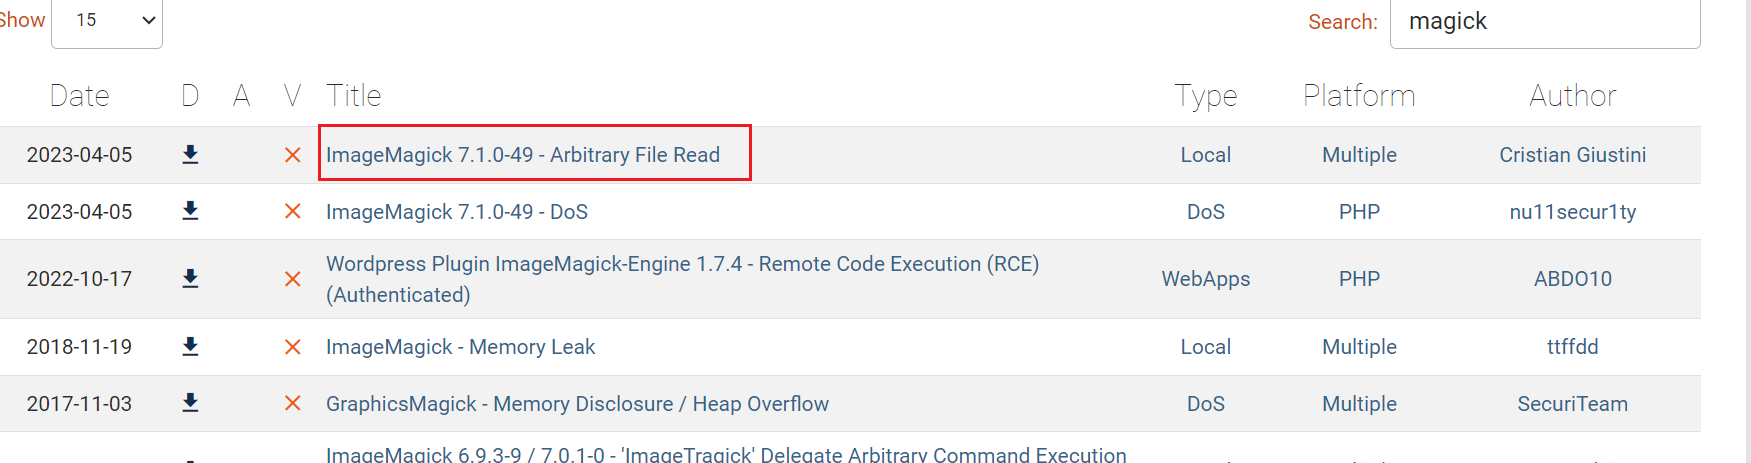 Show 15 Search: magick
Date D A V Title Type Platform Author
2023-04-05 ImageMagick 7.1.0-49 - Arbitrary File Read Local Multiple Cristian Giustini
2023-04-05 ImageMagick 7.1.0-49 - DoS DoS PHP nu11secur1ty
2022-10-17 Wordpress Plugin ImageMagick-Engine 1.7.4 - Remote Code Execution (RCE) WebApps PHP ABDO10
(Authenticated)
2018-11-19 ImageMagick - Memory Leak Local Multiple ttffdd
2017-11-03 GraphicsMagick - Memory Disclosure / Heap Overflow DoS Multiple SecuriTeam
ImageMagick 6.9.3-9 / 7.0.1-0 - 'ImageTragick' Delegate Arbitrary Command Execution